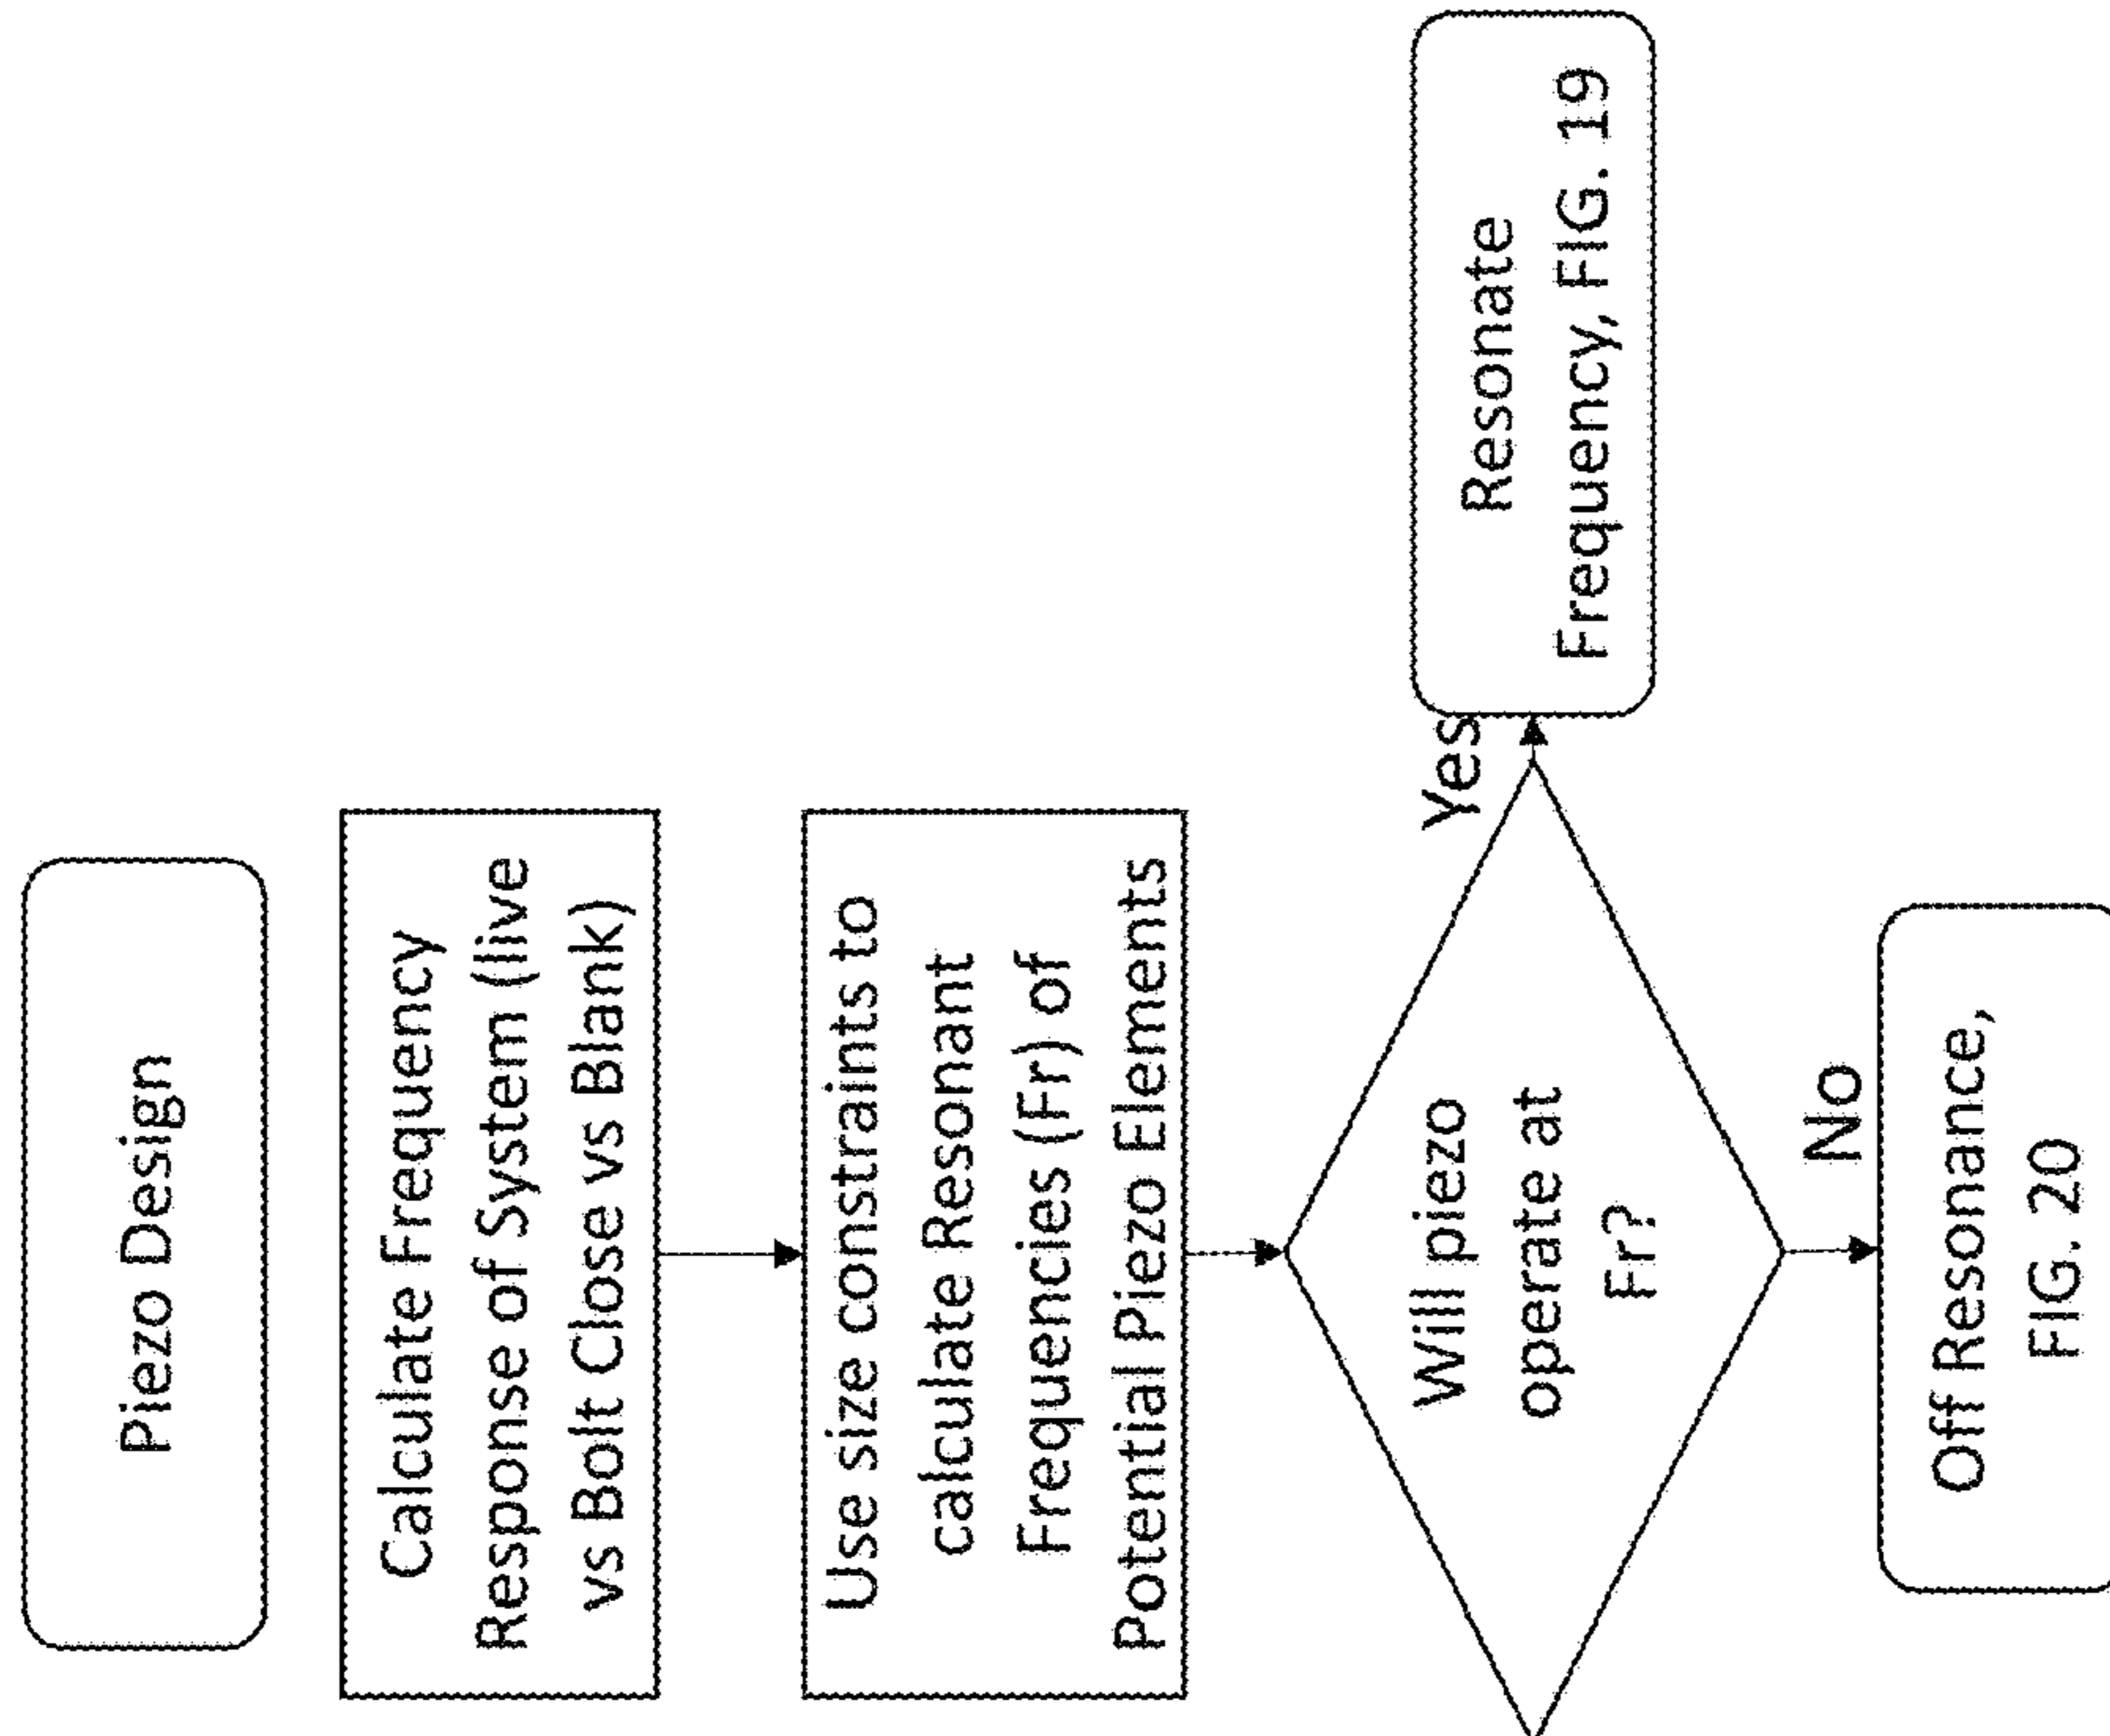 Piezo Design
Calculate Frequency
Response of System (live
vs Bolt Close vs Blank)
Use size constraints to
calculate Resonant
Frequencies (Fr) of
Potential Piezo Elements
Will piezo
operate at
Fr?
Yes
Resonate
Frequency, FIG. 19
No
Off Resonance,
FIG. 20